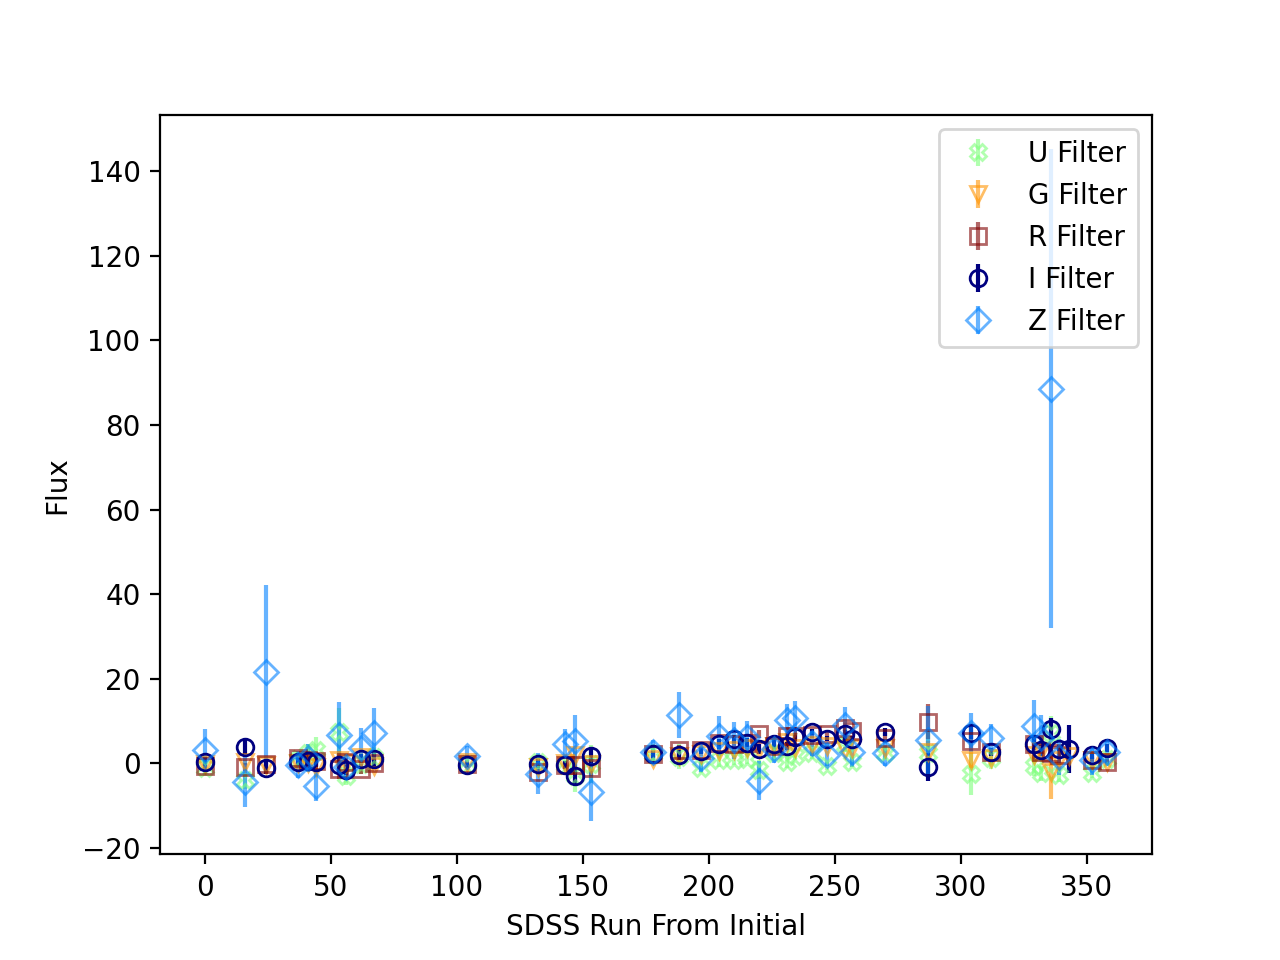 140
120
100
80
60
40
20
0
−20
Flux
U Filter
G Filter
R Filter
I Filter
Z Filter
0 50 100 150 200 250 300 350
SDSS Run From Initial